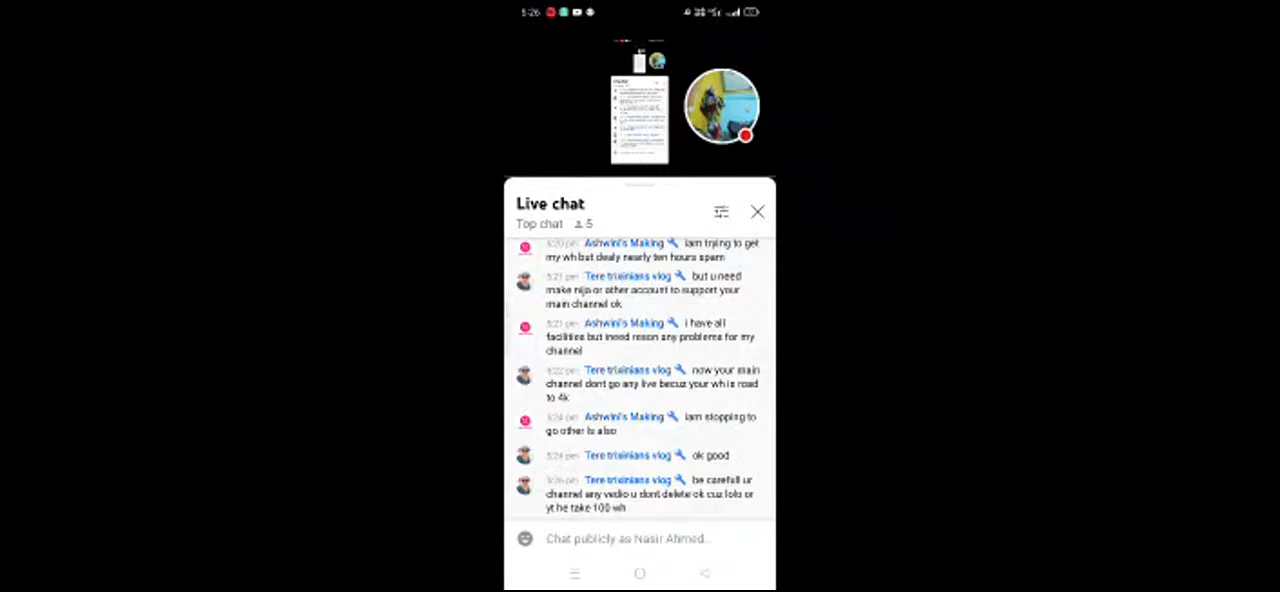 5:26
Live chat
Top chat 5
5:20 pm Ashwini's Making iam trying to get
my wh but dealy nearly ten hours spam
5:21 pm Tere trixinians vlog but u need
make nija or other account to support your
main channel ok
5:21 pm Ashwini's Making i have all
facilities but ineed reson any problems for my
channel
5:22 pm Tere trixinians vlog now your main
channel dont go any live becuz your wh is road
to 4k
5:24 pm Ashwini's Making iam stopping to
go other ls also
5:24 pm Tere trixinians vlog ok good
5:26 pm Tere trixinians vlog be carefull ur
channel any vedio u dont delete ok cuz lolo or
yt he take 100 wh
Chat publicly as Nasir Ahmed...